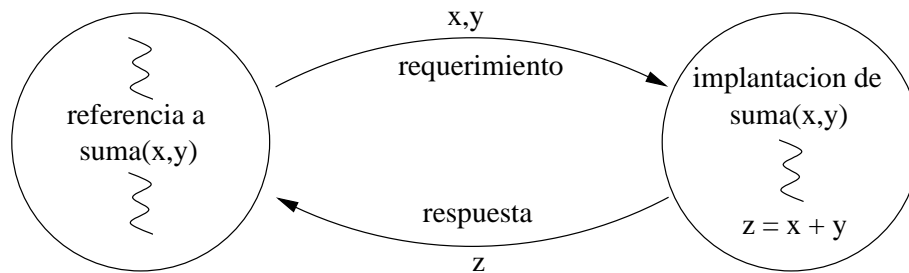 x,y
requerimiento
referencia a
suma(x,y)
implantacion de
suma(x,y)
z = x + y
respuesta
z